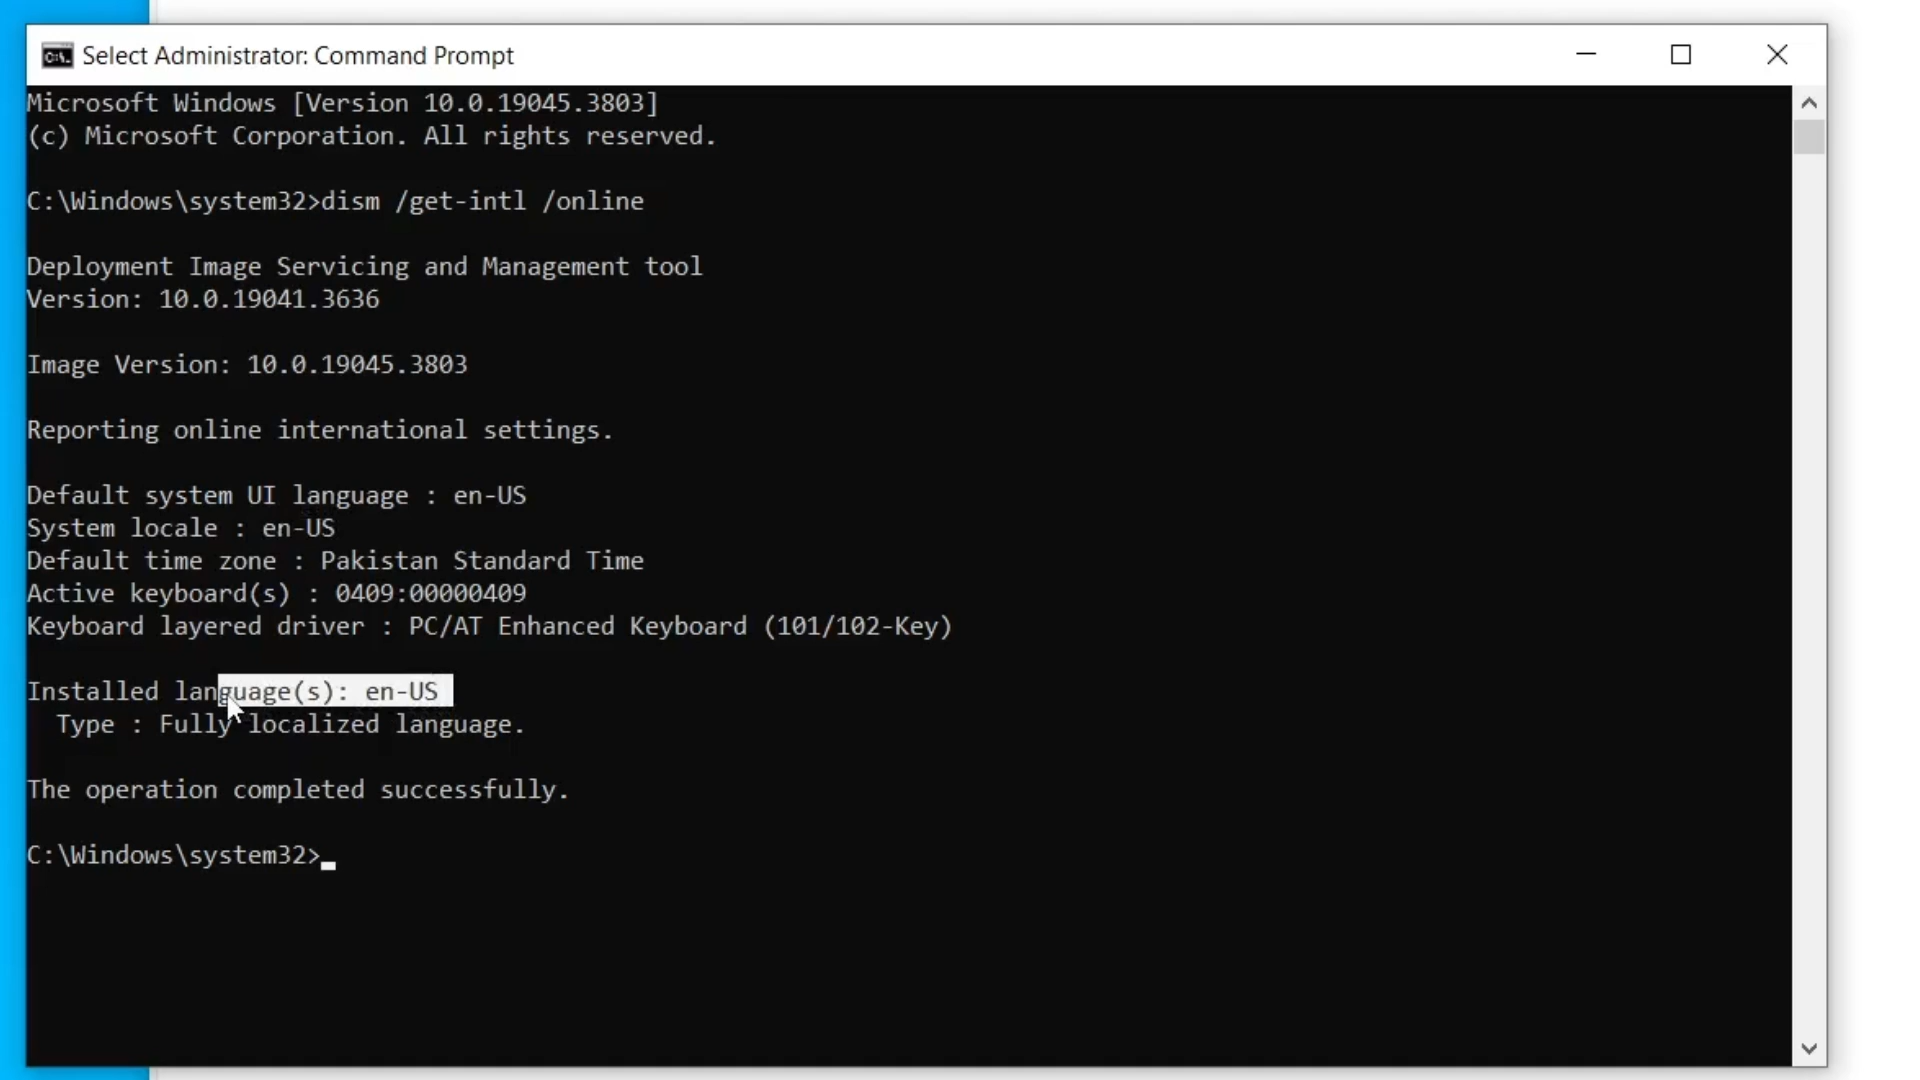 Select Administrator: Command Prompt
Microsoft Windows [Version 10.0.19045.3803]
(c) Microsoft Corporation. All rights reserved.
C:\Windows\system32>dism /get-intl /online
Deployment Image Servicing and Management tool
Version: 10.0.19041.3636
Image Version: 10.0.19045.3803
Reporting online international settings.
Default system UI language : en-US
System locale : en-US
Default time zone : Pakistan Standard Time
Active keyboard(s) : 0409:00000409
Keyboard layered driver : PC/AT Enhanced Keyboard (101/102-Key)
Installed language(s): en-US
  Type : Fully localized language.
The operation completed successfully.
C:\Windows\system32>